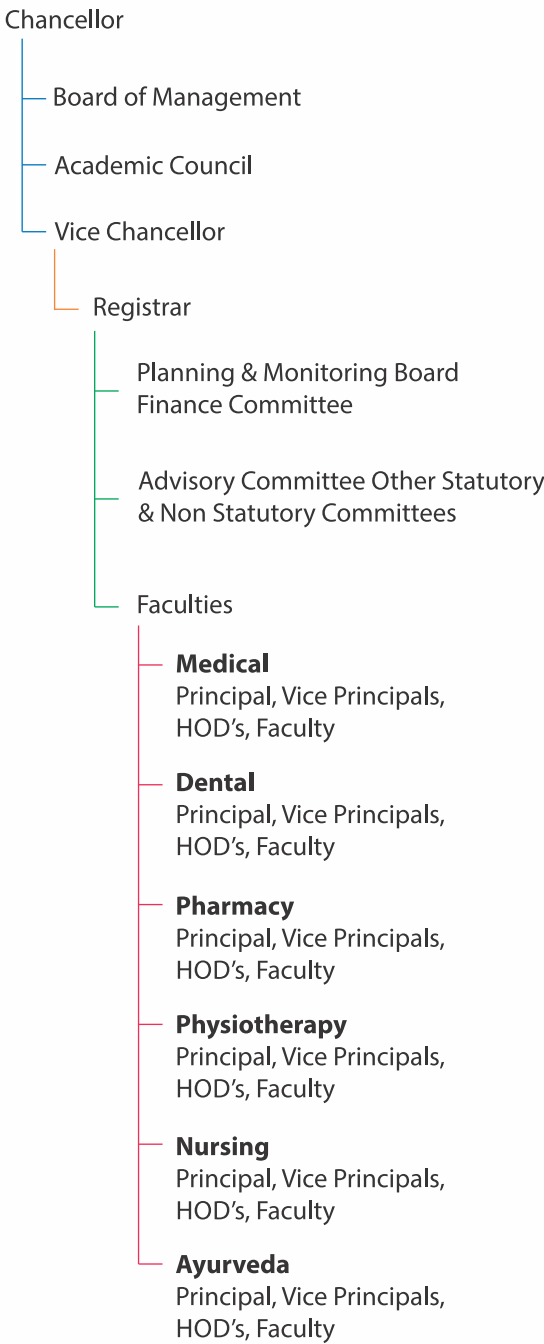 Chancellor
Board of Management
Academic Council
Vice Chancellor
Registrar
Planning & Monitoring Board
Finance Committee
Advisory Committee Other Statutory
& Non Statutory Committees
Faculties
Medical
Principal, Vice Principals,
HOD's, Faculty
Dental
Principal, Vice Principals,
HOD's, Faculty
Pharmacy
Principal, Vice Principals,
HOD's, Faculty
Physiotherapy
Principal, Vice Principals,
HOD's, Faculty
Nursing
Principal, Vice Principals,
HOD's, Faculty
Ayurveda
Principal, Vice Principals,
HOD's, Faculty